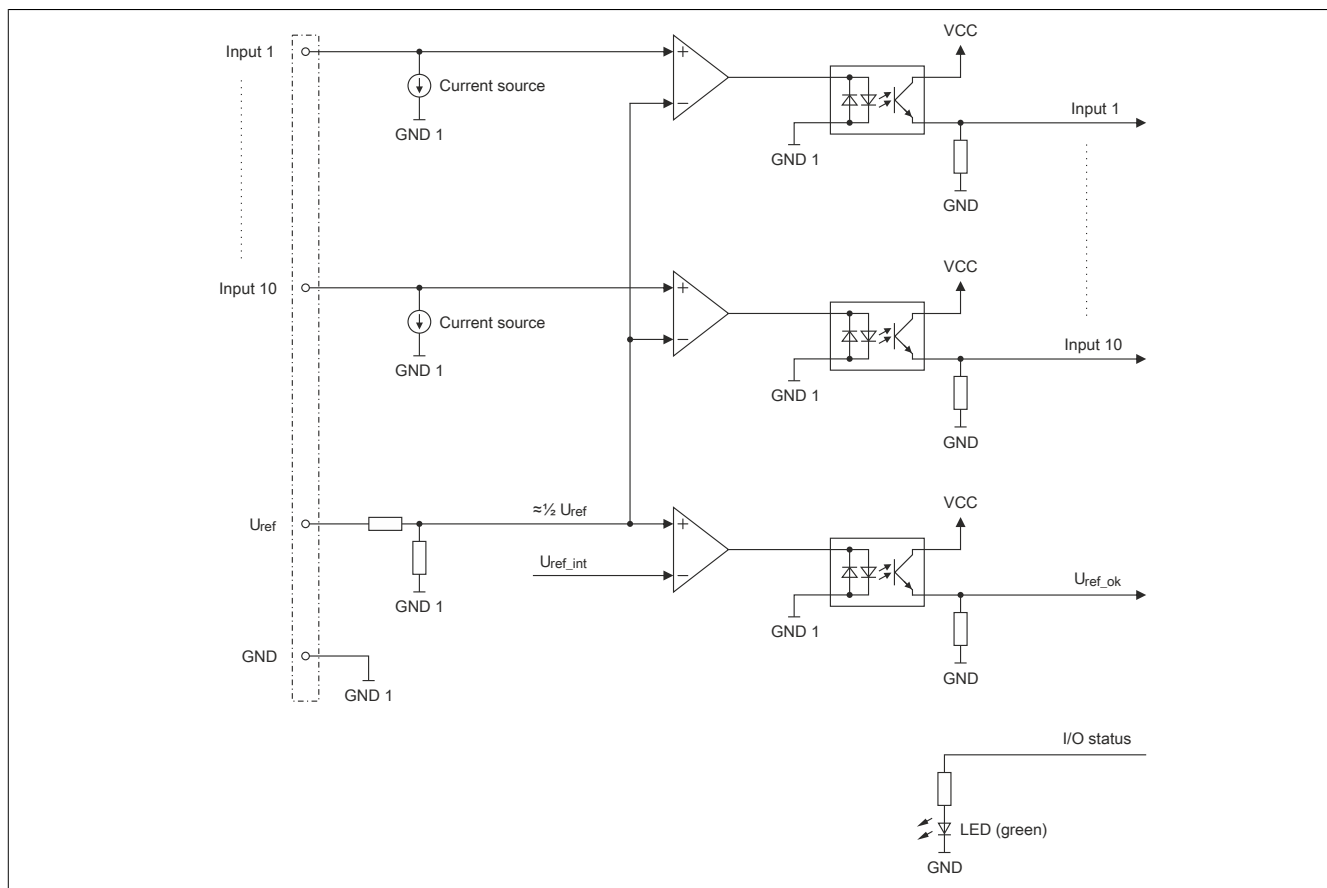 VCC
Input 1
+
Current source
−
Input 1
GND 1
GND 1
GND
VCC
Input 10
+
Current source
−
Input 10
GND 1
GND 1
GND
VCC
Uref
≈½ Uref
+
Uref_int
−
Uref_ok
GND 1
GND 1
GND
GND
GND 1
I/O status
LED (green)
GND